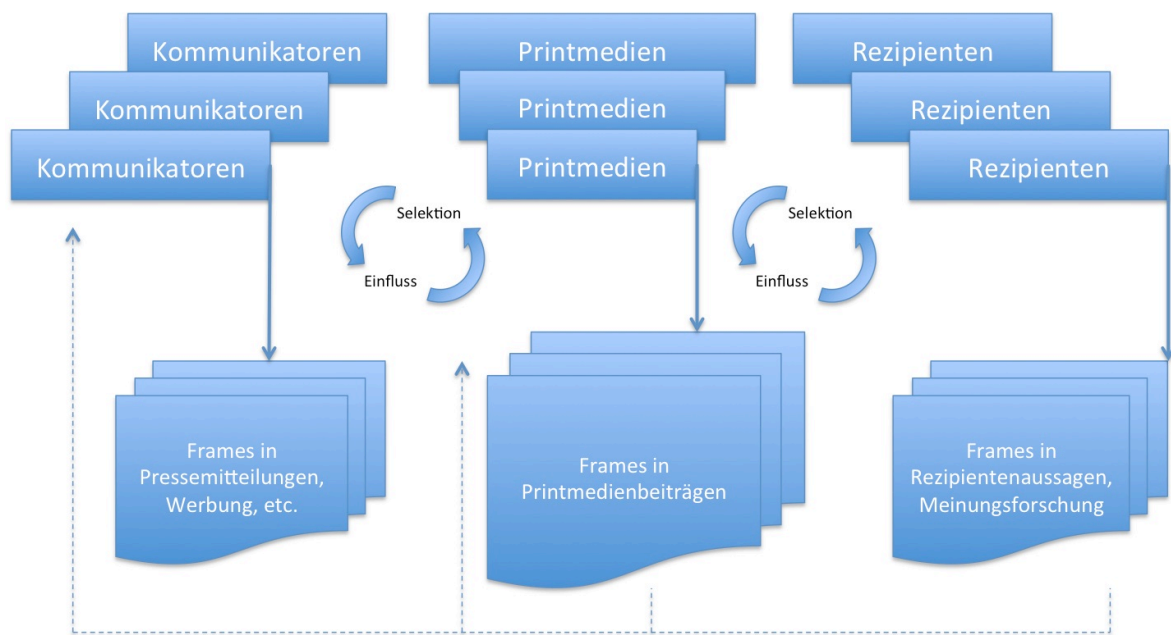 Kommunikatoren
Kommunikatoren
Kommunikatoren
Printmedien
Printmedien
Printmedien
Rezipienten
Rezipienten
Rezipienten
Selektion
Einfluss
Selektion
Einfluss
Frames in
Pressemitteilungen,
Werbung, etc.
Frames in
Printmedienbeiträgen
Frames in
Rezipientenaussagen,
Meinungsforschung